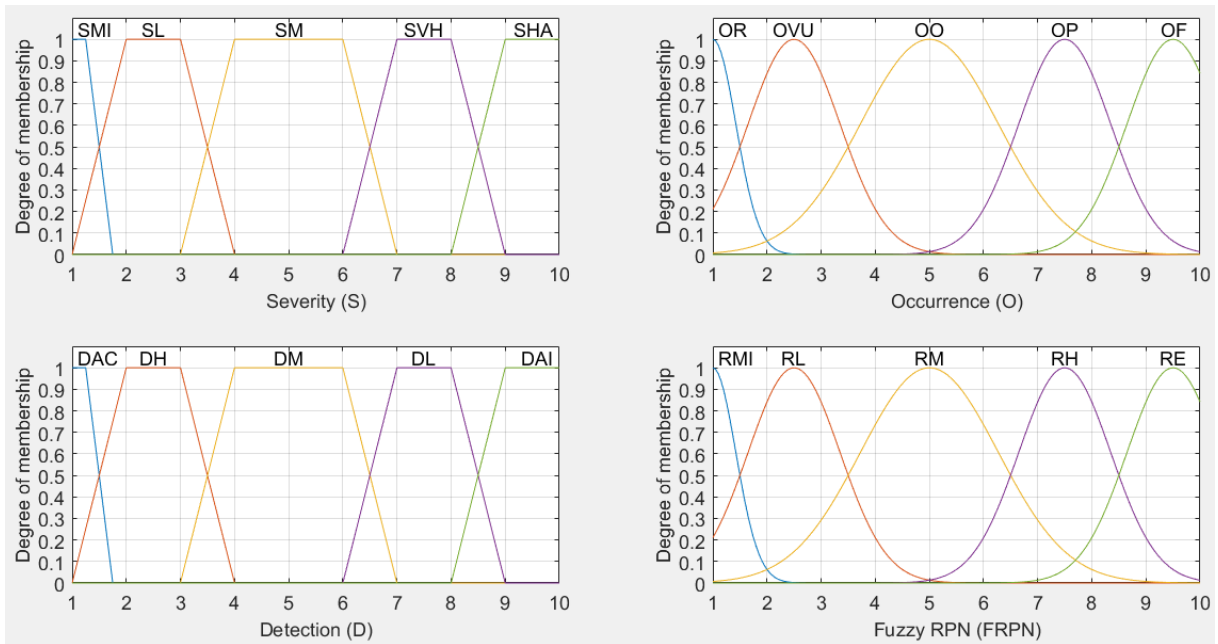 SMI SL SM SVH SHA
1
0.9
0.8
0.7
0.6
0.5
0.4
0.3
0.2
0.1
0
Degree of membership
1 2 3 4 5 6 7 8 9 10
Severity (S)
OR OVU OO OP OF
1
0.9
0.8
0.7
0.6
0.5
0.4
0.3
0.2
0.1
0
Degree of membership
1 2 3 4 5 6 7 8 9 10
Occurrence (O)
DAC DH DM DL DAI
1
0.9
0.8
0.7
0.6
0.5
0.4
0.3
0.2
0.1
0
Degree of membership
1 2 3 4 5 6 7 8 9 10
Detection (D)
RMI RL RM RH RE
1
0.9
0.8
0.7
0.6
0.5
0.4
0.3
0.2
0.1
0
Degree of membership
1 2 3 4 5 6 7 8 9 10
Fuzzy RPN (FRPN)